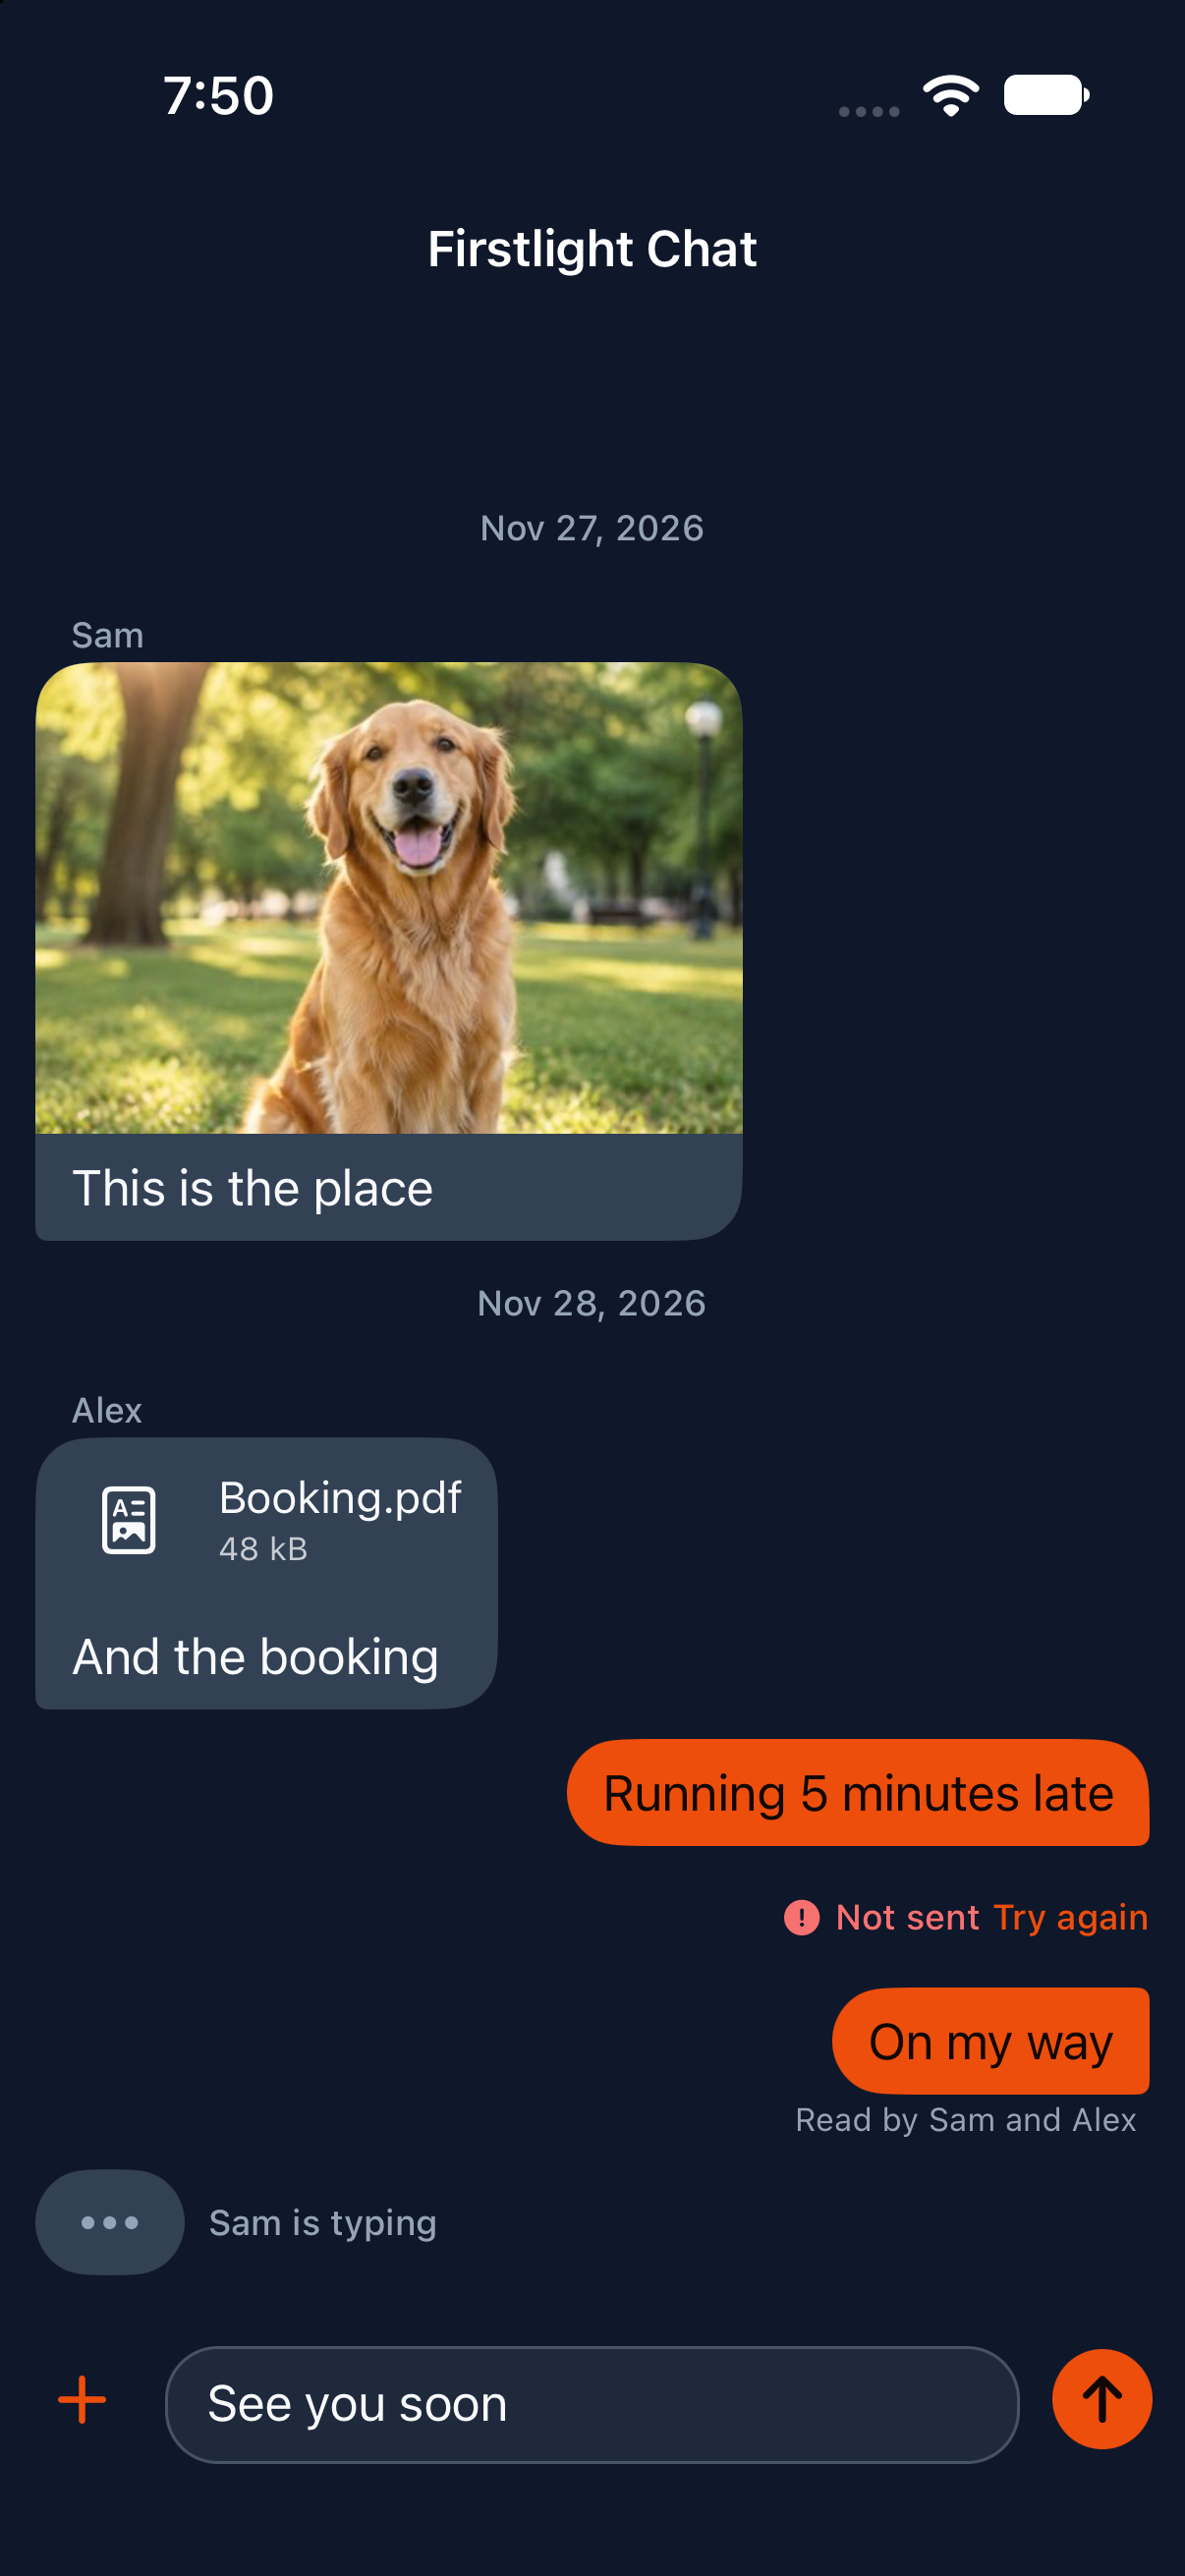 7:50
Firstlight Chat
Nov 27, 2026
Sam
This is the place
Nov 28, 2026
Alex
Booking.pdf
48 kB
And the booking
Running 5 minutes late
Not sent Try again
On my way
Read by Sam and Alex
Sam is typing
See you soon